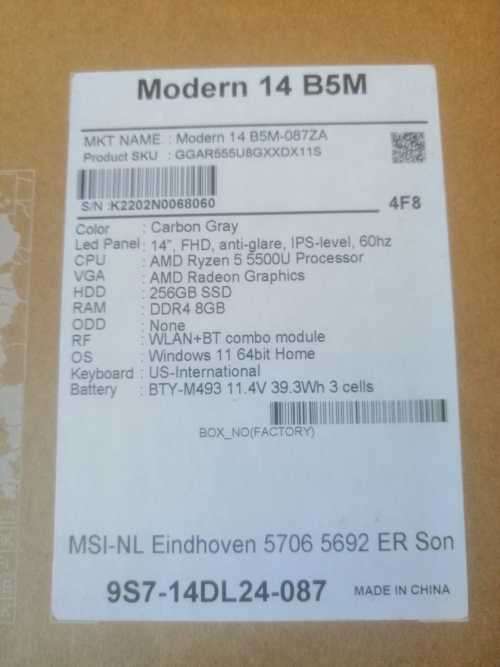 Modern 14 B5M
MKT NAME : Modern 14 B5M-087ZA
Product SKU : GGAR555U8GXXDX11S
S/N :K2202N0068060
4F8
Color : Carbon Gray
Led Panel : 14", FHD, anti-glare, IPS-level, 60hz
CPU : AMD Ryzen 5 5500U Processor
VGA : AMD Radeon Graphics
HDD : 256GB SSD
RAM : DDR4 8GB
ODD : None
RF : WLAN+BT combo module
OS : Windows 11 64bit Home
Keyboard : US-International
Battery : BTY-M493 11.4V 39.3Wh 3 cells
BOX_NO(FACTORY)
MSI-NL Eindhoven 5706 5692 ER Son
9S7-14DL24-087 MADE IN CHINA